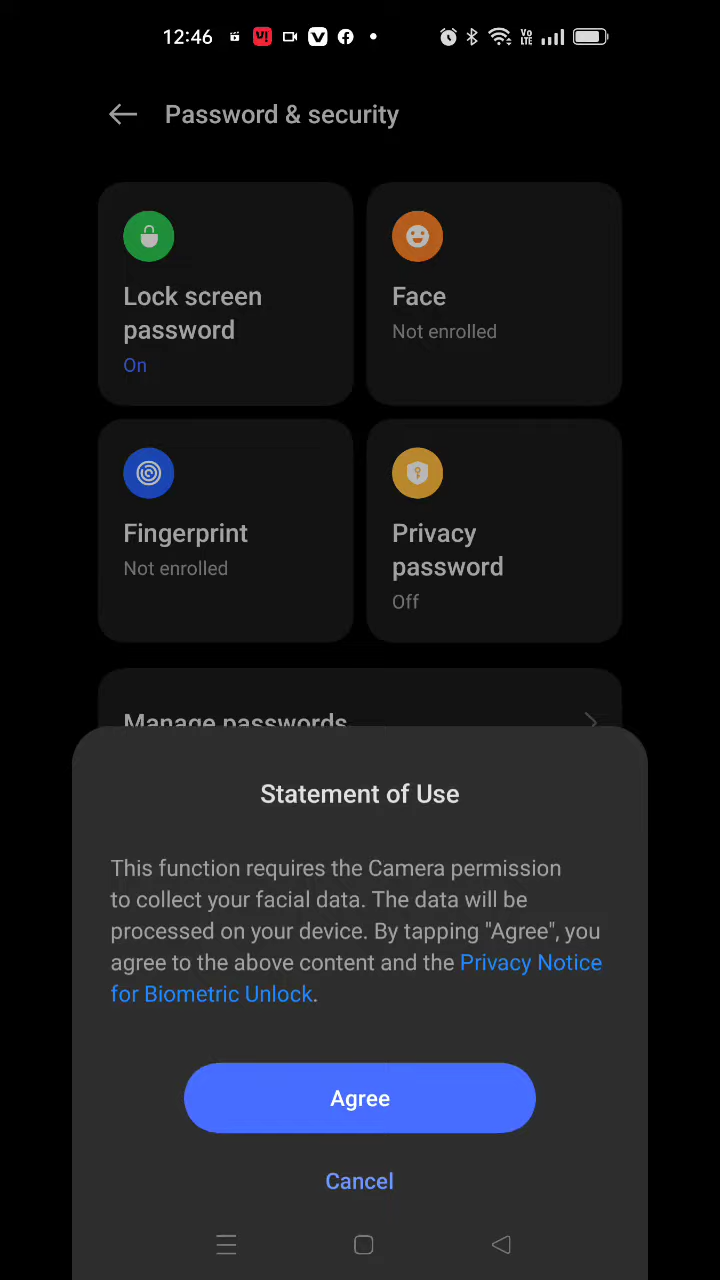 12:46
Vo
LTE
Password & security
Lock screen
password
On
Face
Not enrolled
Fingerprint
Not enrolled
Privacy
password
Off
Manage passwords
Statement of Use
This function requires the Camera permission
to collect your facial data. The data will be
processed on your device. By tapping "Agree", you
agree to the above content and the Privacy Notice
for Biometric Unlock.
Agree
Cancel